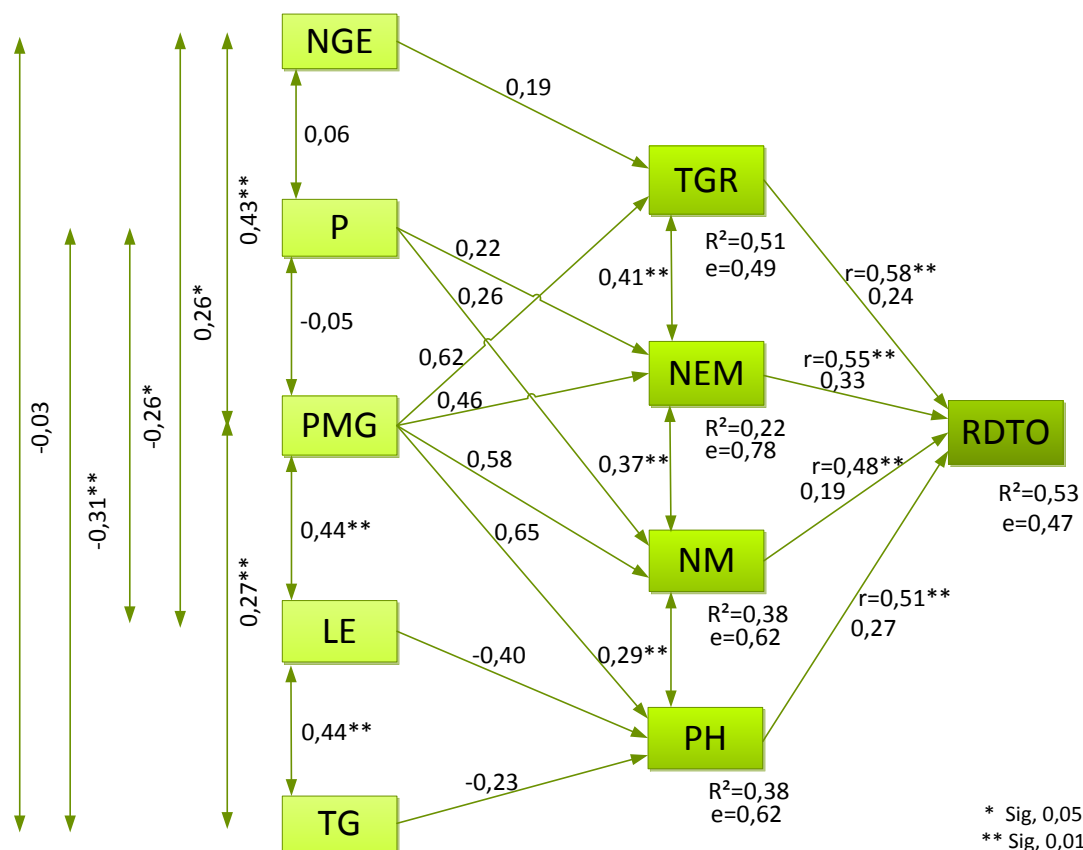 NGE
0,19
0,06
TGR
0,43**
P
0,22
R²=0,51
e=0,49
0,41**
r=0,58**
0,24
0,26
0,26*
-0,05
0,62
NEM
r=0,55**
0,33
-0,26*
-0,03
0,46
PMG
RDTO
R²=0,22
e=0,78
0,58
0,37**
r=0,48**
0,19
R²=0,53
e=0,47
-0,31**
0,44**
0,65
NM
0,27**
R²=0,38
e=0,62
r=0,51**
0,27
LE
-0,40
0,29**
0,44**
PH
-0,23
R²=0,38
e=0,62
TG
* Sig, 0,05
** Sig, 0,01